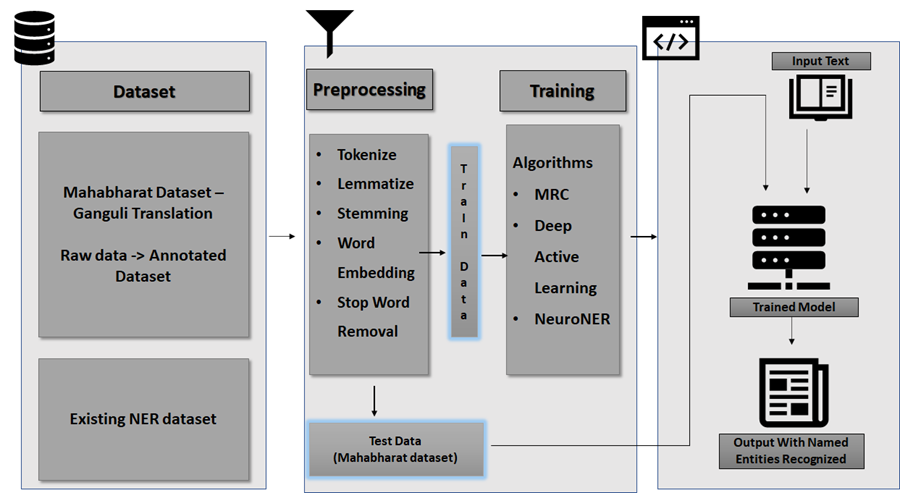 Dataset
Mahabharat Dataset –
Ganguli Translation
Raw data -> Annotated
Dataset
Existing NER dataset
Preprocessing
• Tokenize
• Lemmatize
• Stemming
• Word
Embedding
• Stop Word
Removal
TraIn Data
Training
Algorithms
• MRC
• Deep
Active
Learning
• NeuroNER
Test Data
(Mahabharat dataset)
</>
Input Text
Trained Model
Output With Named
Entities Recognized